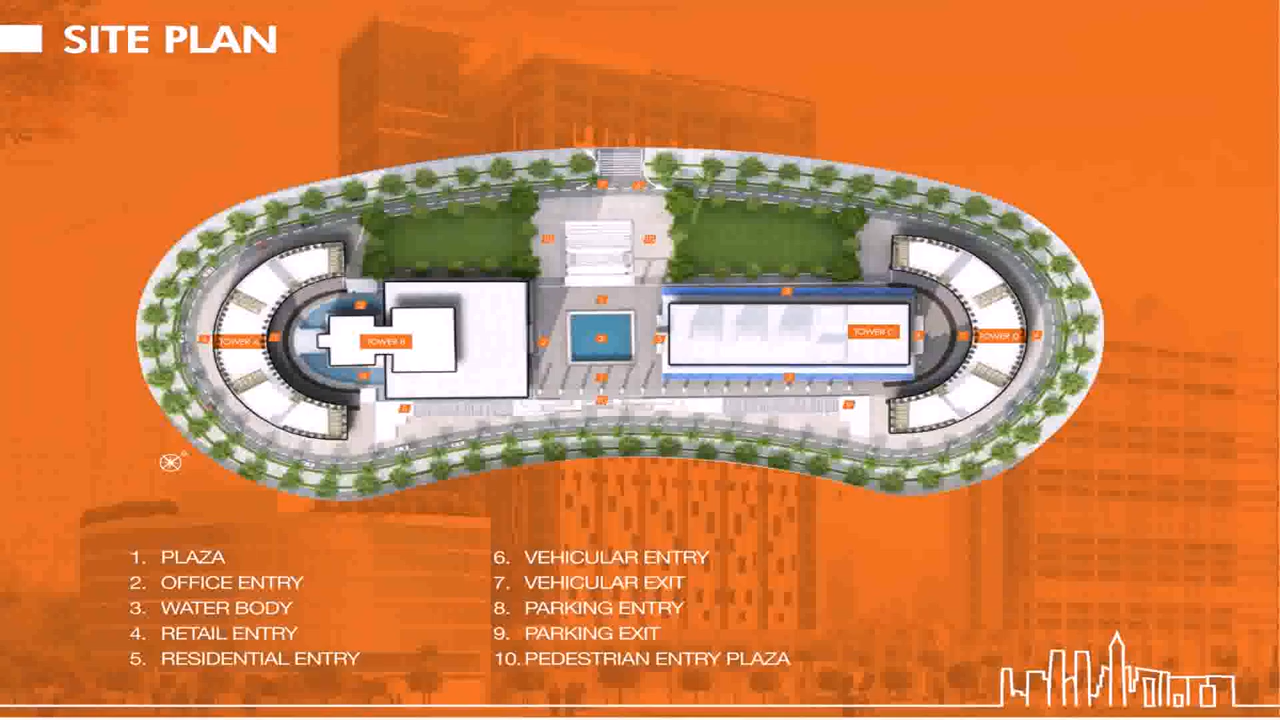 SITE PLAN
TOWER A
TOWER B
TOWER C
TOWER D
1. PLAZA
2. OFFICE ENTRY
3. WATER BODY
4. RETAIL ENTRY
5. RESIDENTIAL ENTRY
6. VEHICULAR ENTRY
7. VEHICULAR EXIT
8. PARKING ENTRY
9. PARKING EXIT
10. PEDESTRIAN ENTRY PLAZA